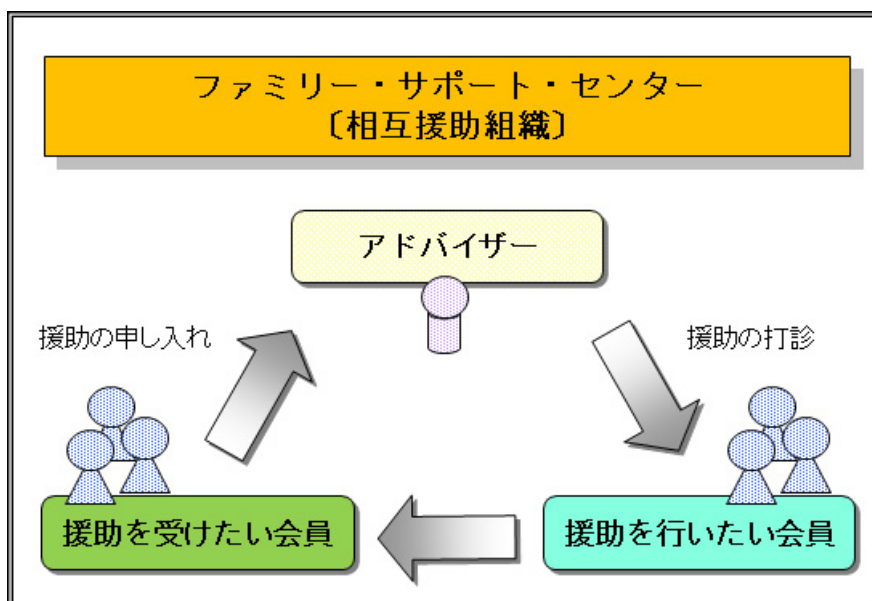 ファミリー・サポート・センター
〔相互援助組織〕
アドバイザー
援助の申し入れ
援助の打診
援助を受けたい会員
援助を行いたい会員